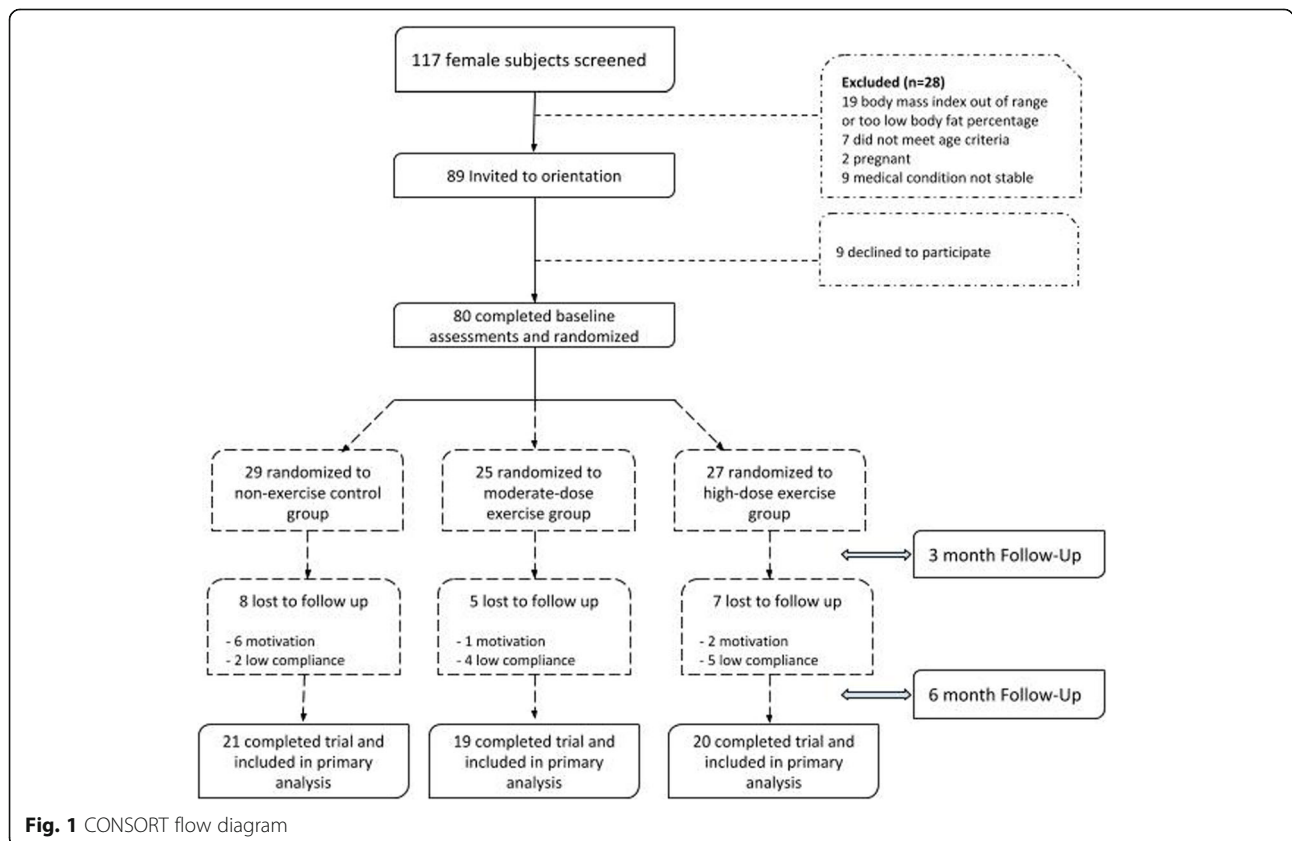 117 female subjects screened
Excluded (n=28)
19 body mass index out of range
or too low body fat percentage
7 did not meet age criteria
2 pregnant
9 medical condition not stable
89 Invited to orientation
9 declined to participate
80 completed baseline
assessments and randomized
29 randomized to
non-exercise control
group
25 randomized to
moderate-dose
exercise group
27 randomized to
high-dose exercise
group
3 month Follow-Up
8 lost to follow up
- 6 motivation
- 2 low compliance
5 lost to follow up
- 1 motivation
- 4 low compliance
7 lost to follow up
- 2 motivation
- 5 low compliance
6 month Follow-Up
21 completed trial and
included in primary
analysis
19 completed trial and
included in primary
analysis
20 completed trial and
included in primary
analysis
Fig. 1 CONSORT flow diagram